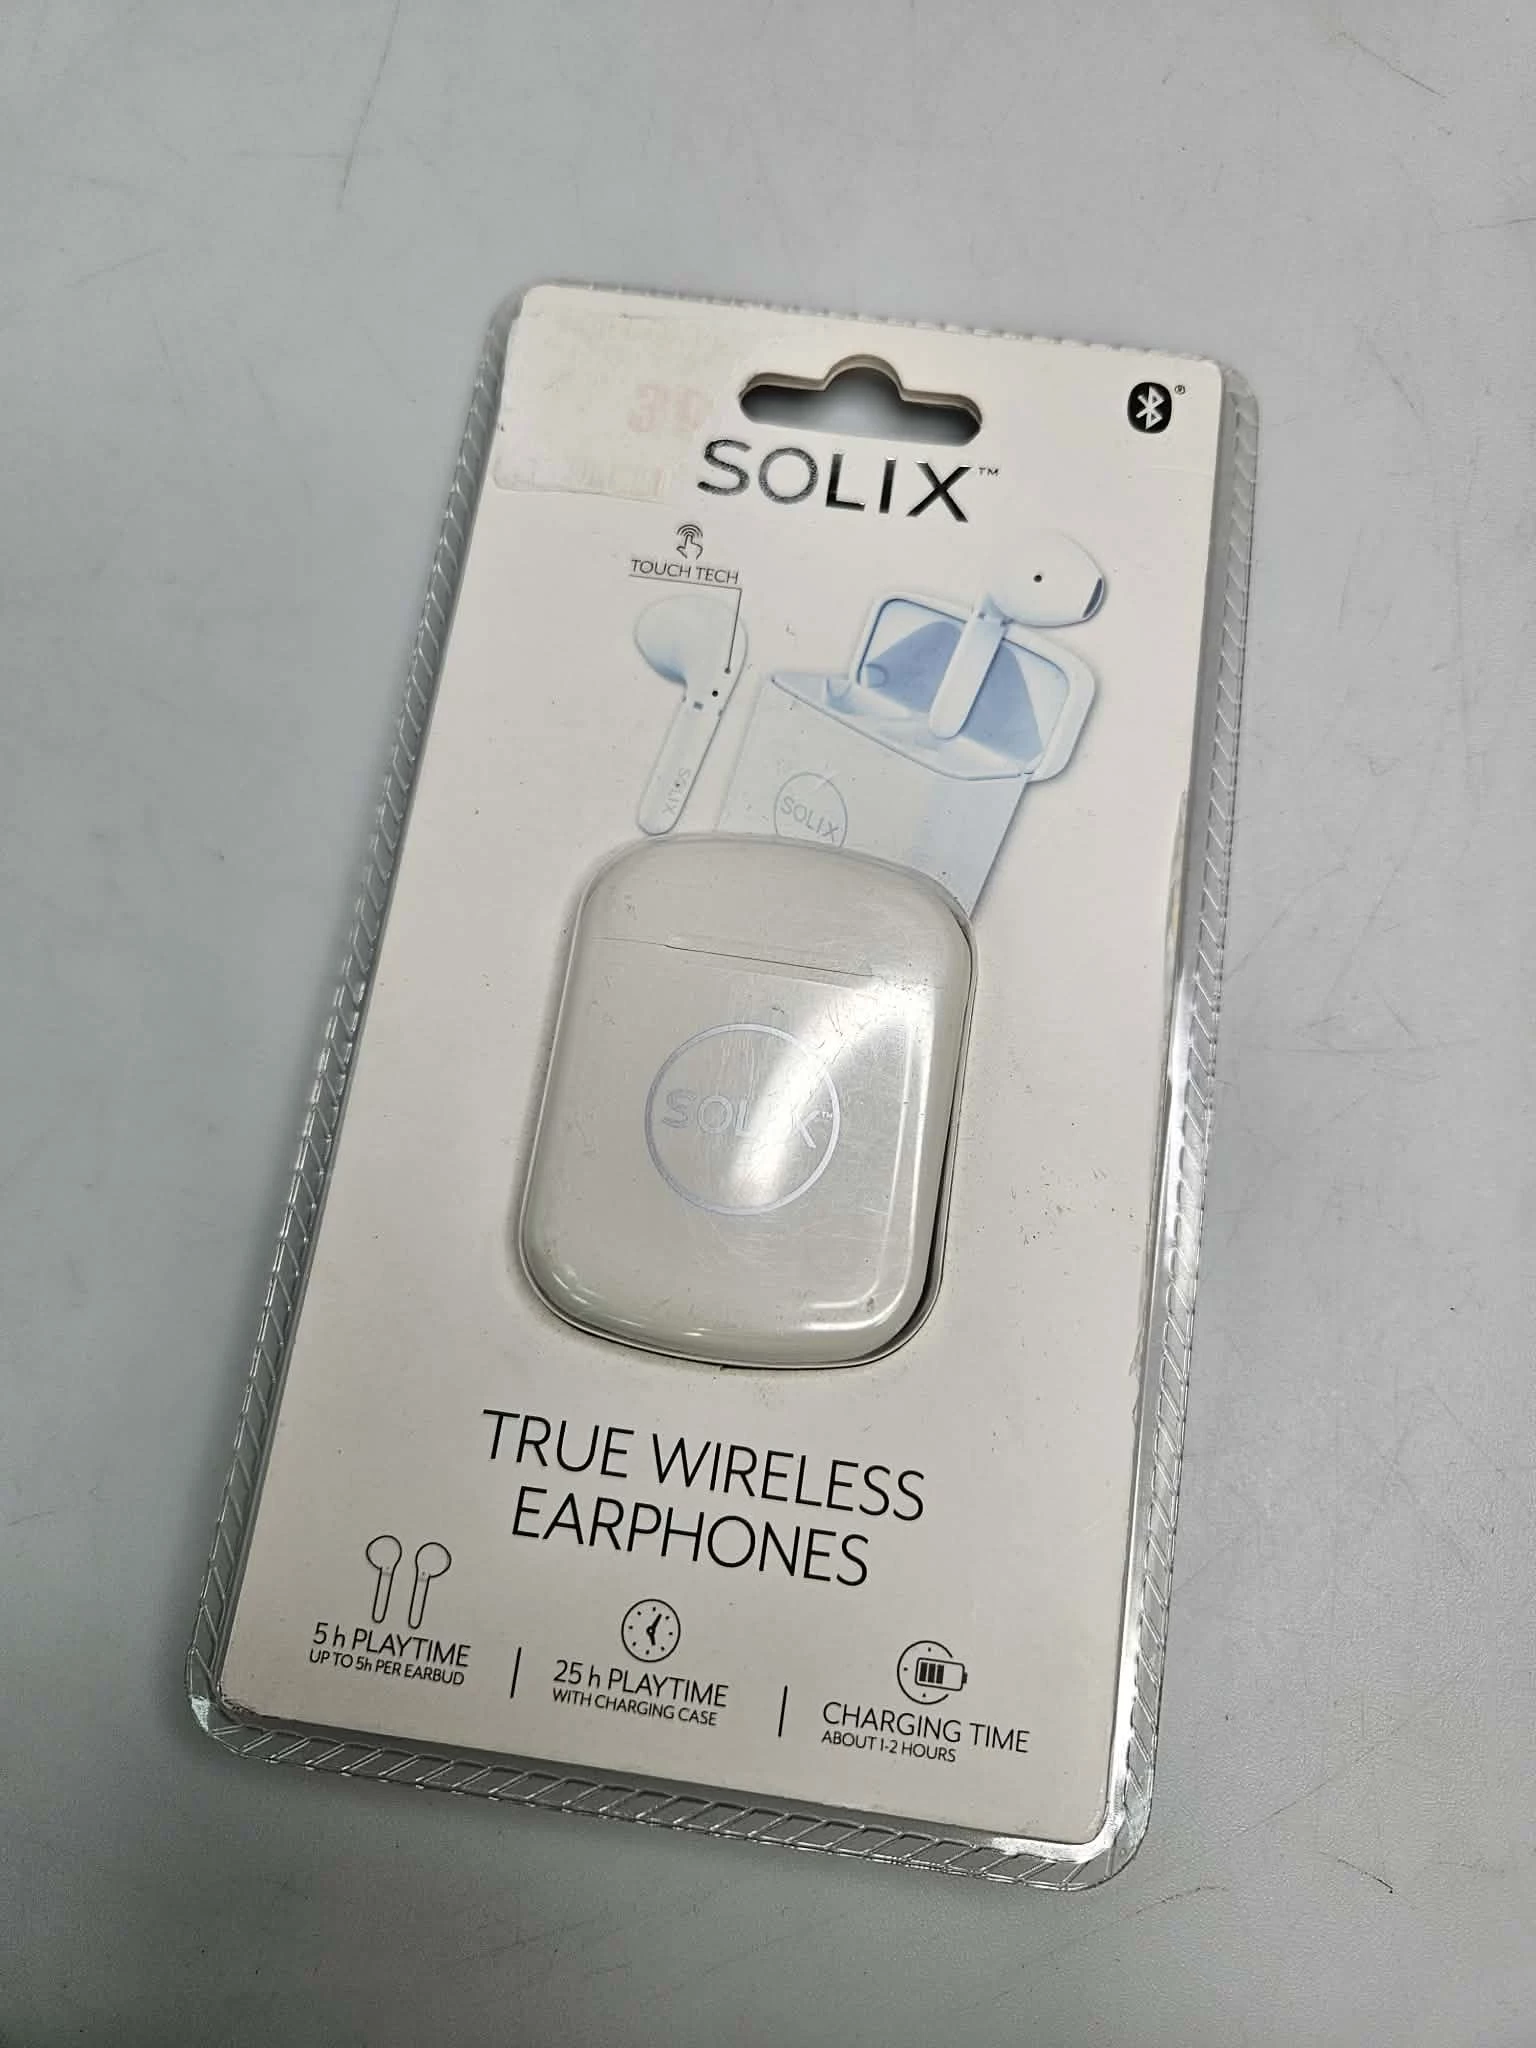 SOLIX™
TOUCH TECH
SOLIX
SOLIX
SOLIX™
TRUE WIRELESS
EARPHONES
5 h PLAYTIME
UP TO 5h PER EARBUD
25 h PLAYTIME
WITH CHARGING CASE
CHARGING TIME
ABOUT 1-2 HOURS